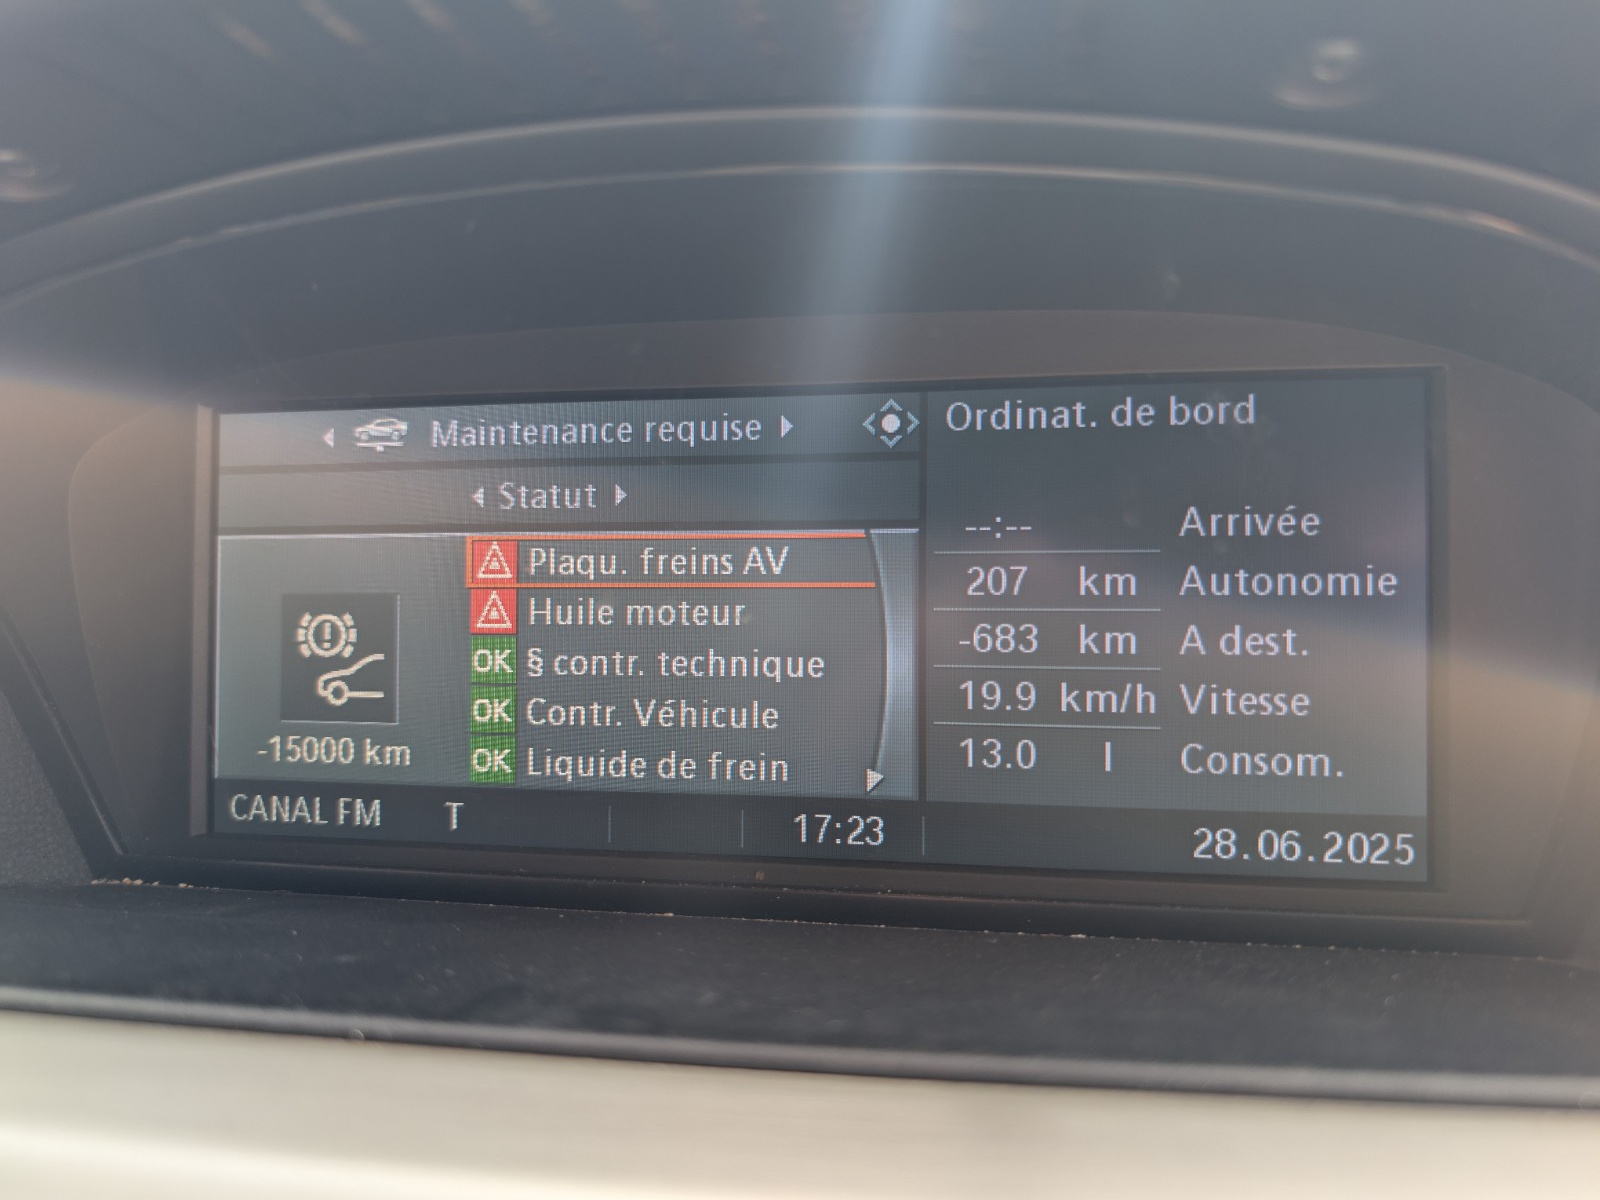 Maintenance requise
Statut
Plaqu. freins AV
Huile moteur
OK § contr. technique
OK Contr. Véhicule
OK Liquide de frein
-15000 km
Ordinat. de bord
--:-- Arrivée
207 km Autonomie
-683 km A dest.
19.9 km/h Vitesse
13.0 l Consom.
CANAL FM T 17:23 28.06.2025